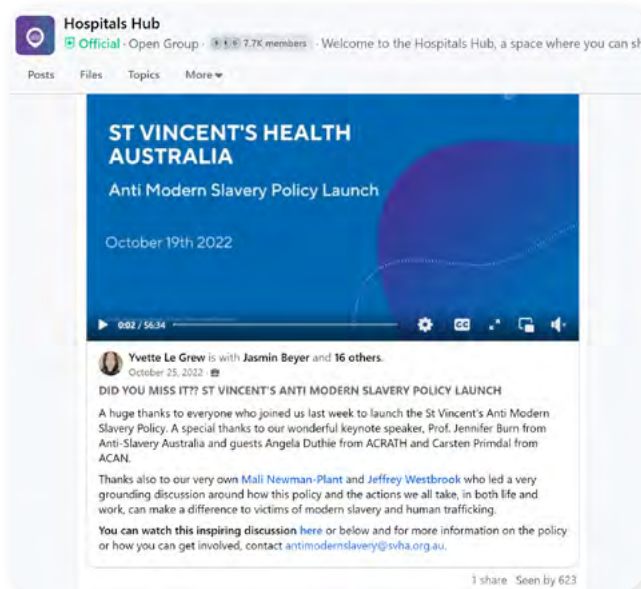 Hospitals Hub
Official · Open Group · 7.7K members · Welcome to the Hospitals Hub, a space where you can sh
Posts Files Topics More
ST VINCENT'S HEALTH
AUSTRALIA
Anti Modern Slavery Policy Launch
October 19th 2022
0:02 / 56:34
CC
Yvette Le Grew is with Jasmin Beyer and 16 others.
October 25, 2022 ·
DID YOU MISS IT?? ST VINCENT'S ANTI MODERN SLAVERY POLICY LAUNCH
A huge thanks to everyone who joined us last week to launch the St Vincent's Anti Modern
Slavery Policy. A special thanks to our wonderful keynote speaker, Prof. Jennifer Burn from
Anti-Slavery Australia and guests Angela Duthie from ACRATH and Carsten Primdal from
ACAN.
Thanks also to our very own Mali Newman-Plant and Jeffrey Westbrook who led a very
grounding discussion around how this policy and the actions we all take, in both life and
work, can make a difference to victims of modern slavery and human trafficking.
You can watch this inspiring discussion here or below and for more information on the policy
or how you can get involved, contact antimodernslavery@svha.org.au.
1 share Seen by 623